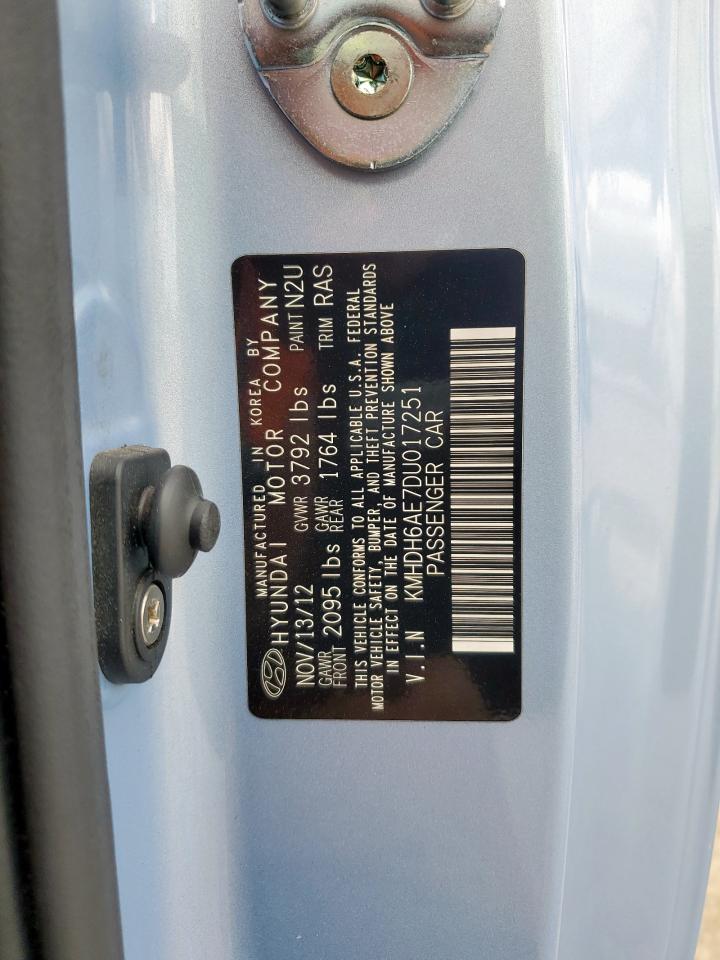 MANUFACTURED IN KOREA BY
HYUNDAI MOTOR COMPANY
NOV/13/12 GVWR 3792 lbs PAINT N2U
GAWR FRONT 2095 lbs GAWR REAR 1764 lbs TRIM RAS
THIS VEHICLE CONFORMS TO ALL APPLICABLE U.S.A. FEDERAL
MOTOR VEHICLE SAFETY, BUMPER, AND THEFT PREVENTION STANDARDS
IN EFFECT ON THE DATE OF MANUFACTURE SHOWN ABOVE
V.I.N KMHDH6AE7DU017251
PASSENGER CAR